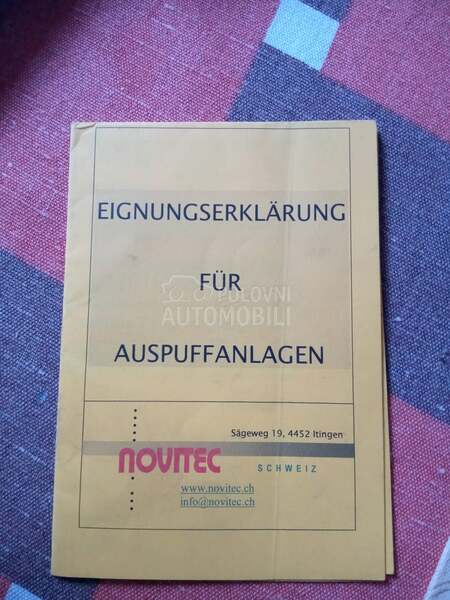 EIGNUNGSERKLÄRUNG
FÜR
POLOVNI
AUTOMOBILI
AUSPUFFANLAGEN
Sägeweg 19, 4452 Itingen
NOVITEC
SCHWEIZ
www.novitec.ch
info@novitec.ch